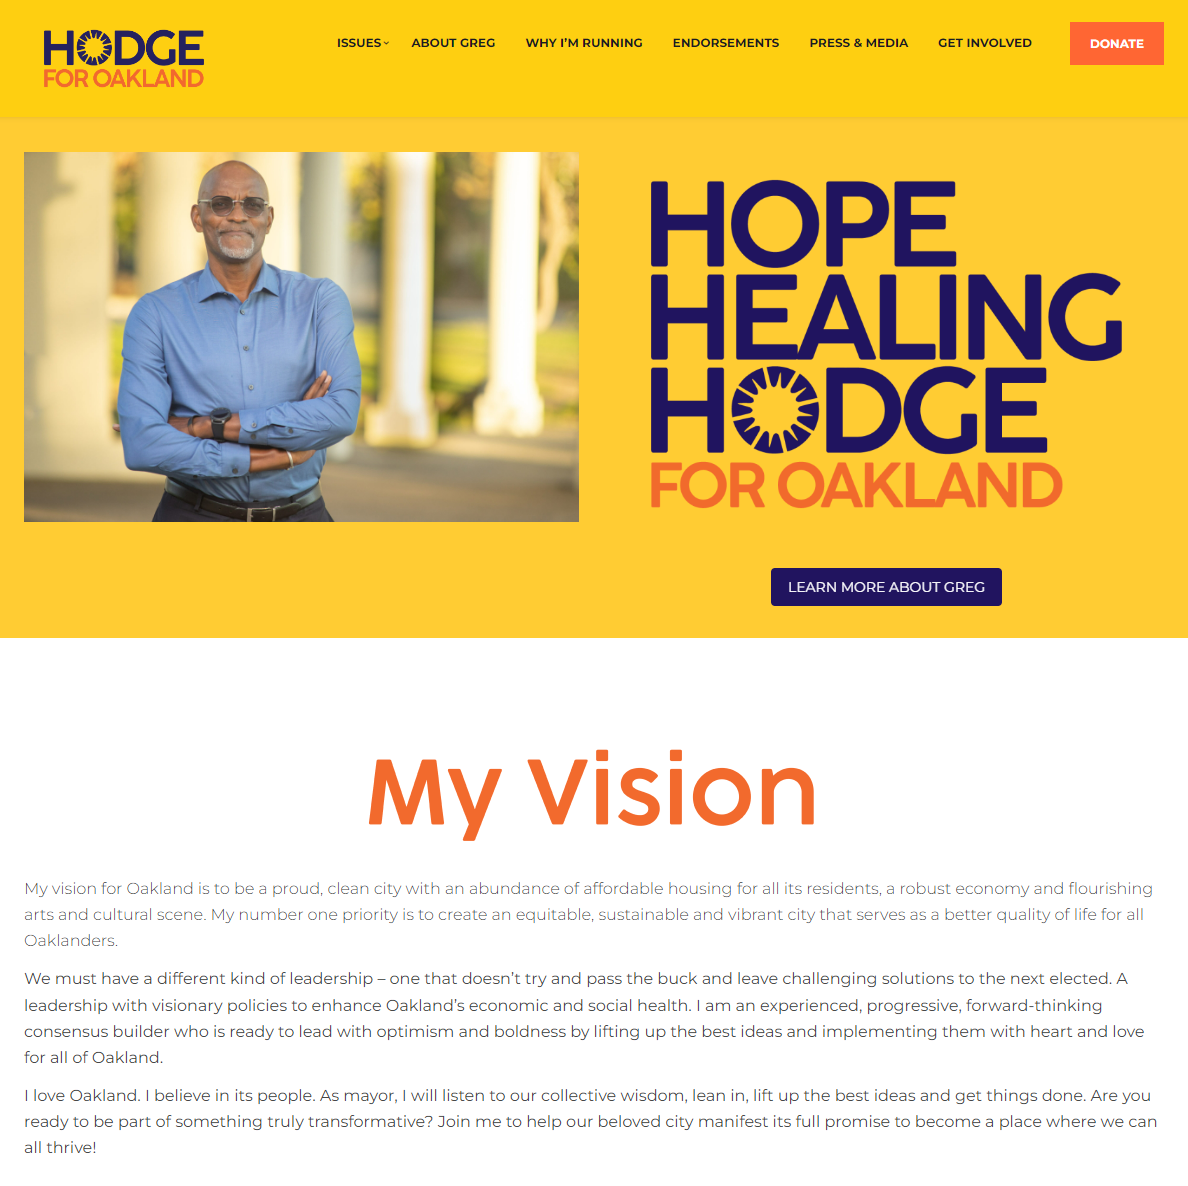 HODGE
FOR OAKLAND
ISSUES
ABOUT GREG
WHY I’M RUNNING
ENDORSEMENTS
PRESS & MEDIA
GET INVOLVED
DONATE
HOPE
HEALING
HODGE
FOR OAKLAND
LEARN MORE ABOUT GREG
My Vision
My vision for Oakland is to be a proud, clean city with an abundance of affordable housing for all its residents, a robust economy and flourishing
arts and cultural scene. My number one priority is to create an equitable, sustainable and vibrant city that serves as a better quality of life for all
Oaklanders.
We must have a different kind of leadership – one that doesn’t try and pass the buck and leave challenging solutions to the next elected. A
leadership with visionary policies to enhance Oakland’s economic and social health. I am an experienced, progressive, forward-thinking
consensus builder who is ready to lead with optimism and boldness by lifting up the best ideas and implementing them with heart and love
for all of Oakland.
I love Oakland. I believe in its people. As mayor, I will listen to our collective wisdom, lean in, lift up the best ideas and get things done. Are you
ready to be part of something truly transformative? Join me to help our beloved city manifest its full promise to become a place where we can
all thrive!